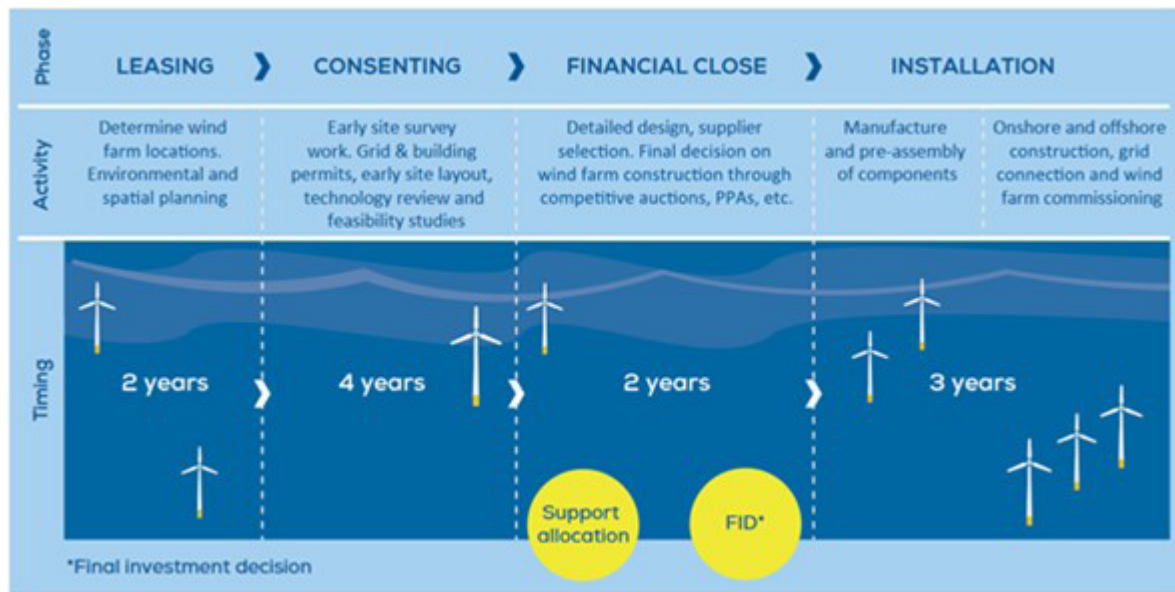 Phase
LEASING
CONSENTING
FINANCIAL CLOSE
INSTALLATION
Activity
Determine wind
farm locations.
Environmental and
spatial planning
Early site survey
work. Grid & building
permits, early site layout,
technology review and
feasibility studies
Detailed design, supplier
selection. Final decision on
wind farm construction through
competitive auctions, PPAs, etc.
Manufacture
and pre-assembly
of components
Onshore and offshore
construction, grid
connection and wind
farm commissioning
Timing
2 years
4 years
2 years
3 years
Support
allocation
FID*
*Final investment decision